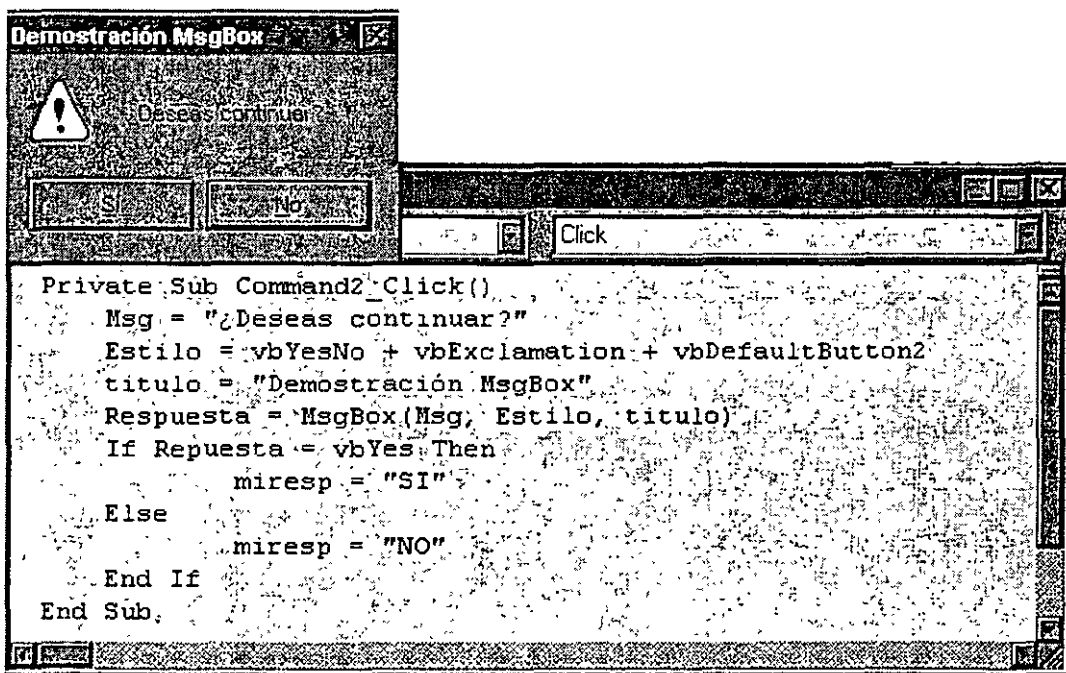 Demostración MsgBox
Deseas continuar?
Sí
No
Click
Private Sub Command2_Click()
Msg = "¿Deseas continuar?"
Estilo = vbYesNo + vbExclamation + vbDefaultButton2
titulo = "Demostración MsgBox"
Respuesta = MsgBox(Msg, Estilo, titulo)
If Repuesta = vbYes Then
miresp = "SI"
Else
miresp = "NO"
End If
End Sub